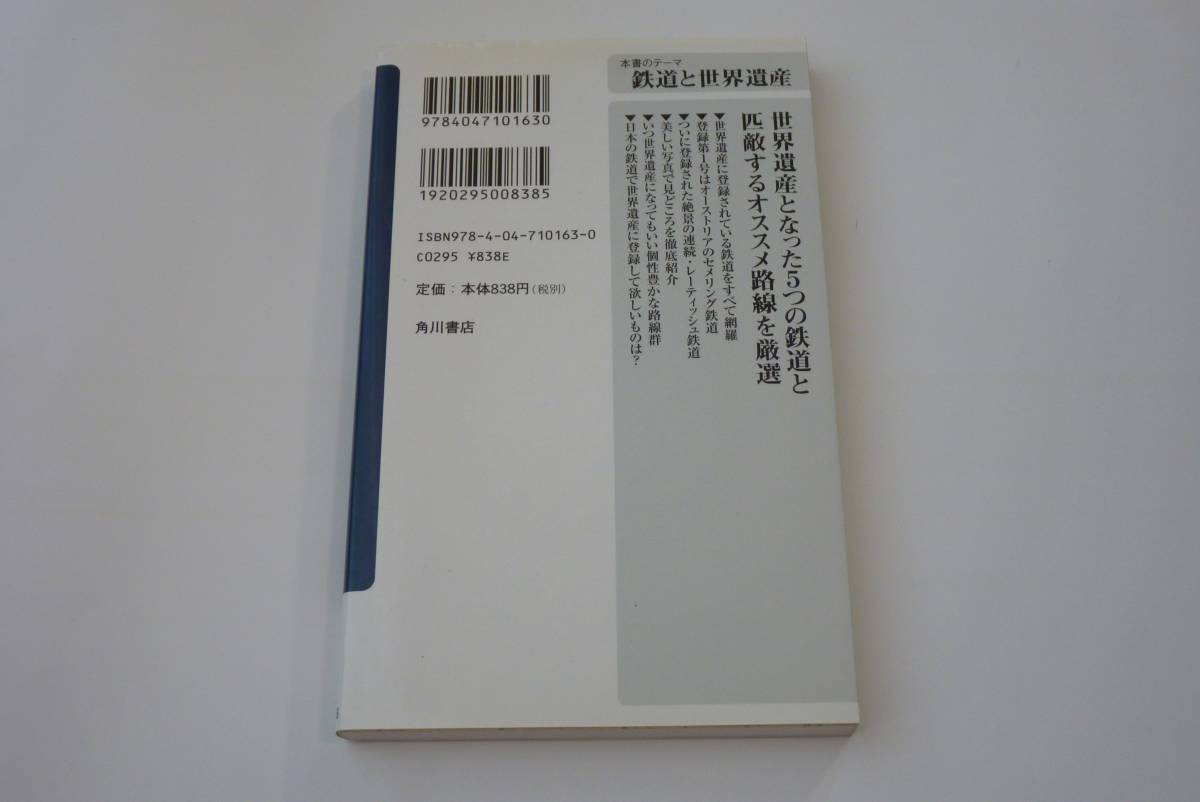 本書のテーマ
鉄道と世界遺産
世界遺産となった5つの鉄道と
匹敵するオススメ路線を厳選
▼世界遺産に登録されている鉄道をすべて網羅
▼登録第1号はオーストリアのセメリング鉄道
▼ついに登録された絶景の連続・レーティッシュ鉄道
▼美しい写真で見どころを徹底紹介
▼いつ世界遺産になってもいい個性豊かな路線群
▼日本の鉄道で世界遺産に登録して欲しいものは?
9784047101630
1920295008385
ISBN978-4-04-710163-0
C0295 ¥838E
定価:本体838円(税別)
角川書店